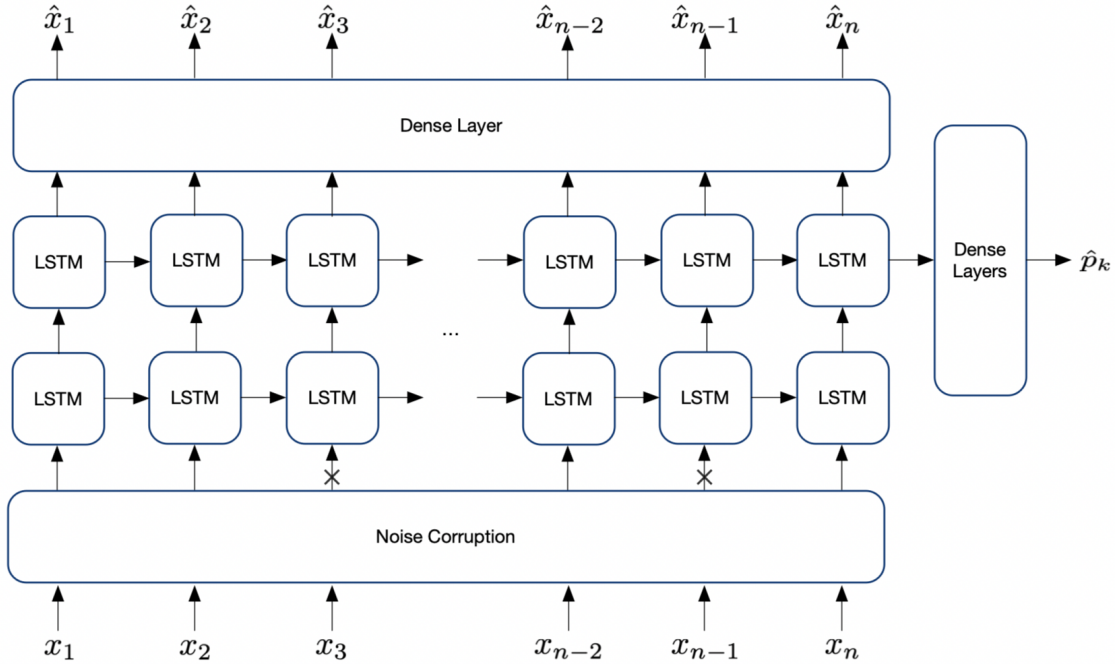 x̂₁ x̂₂ x̂₃ x̂ₙ₋₂ x̂ₙ₋₁ x̂ₙ
Dense Layer
LSTM LSTM LSTM LSTM LSTM LSTM
Dense
Layers
p̂ₖ
...
LSTM LSTM LSTM LSTM LSTM LSTM
Noise Corruption
x₁ x₂ x₃ xₙ₋₂ xₙ₋₁ xₙ